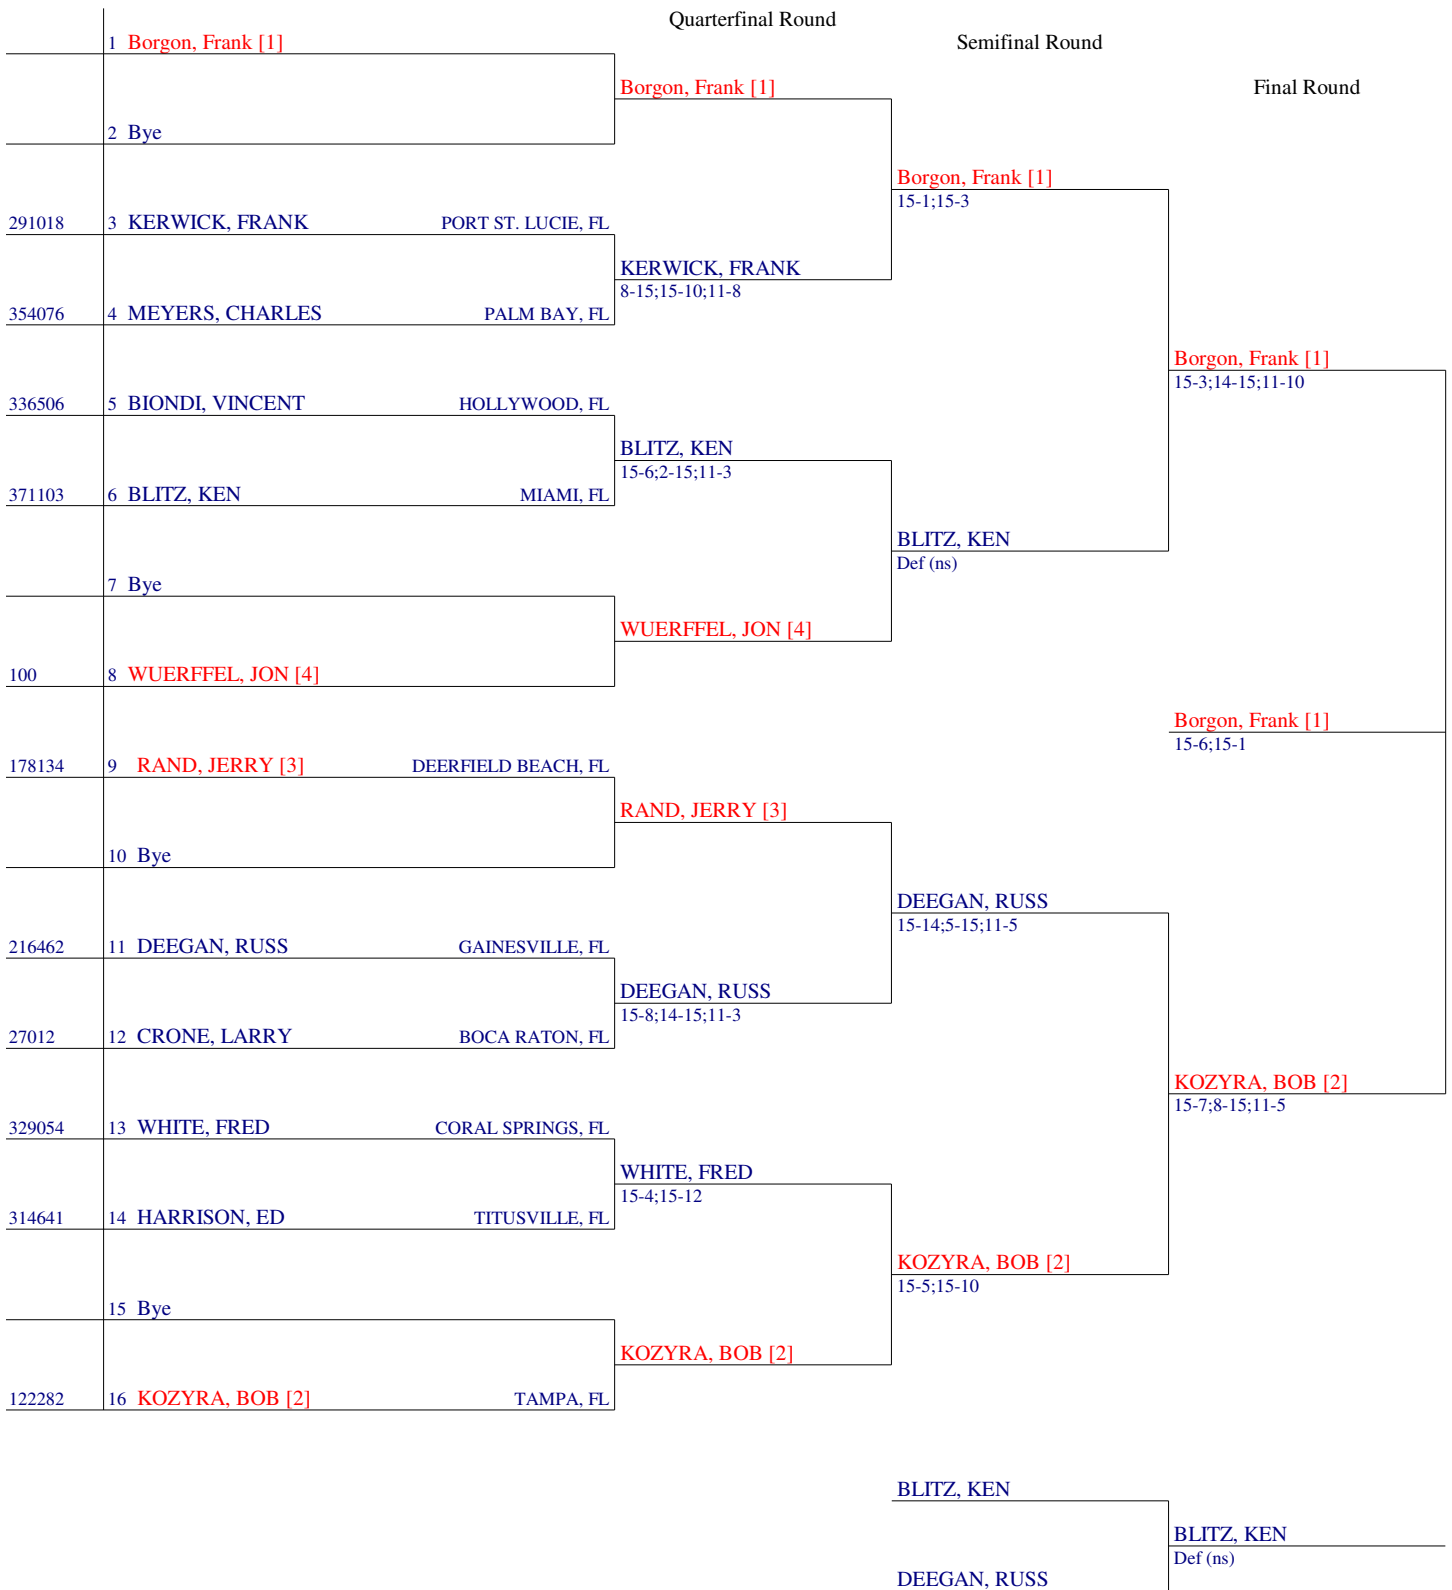 Quarterfinal Round
Semifinal Round
Final Round
1 Borgon, Frank [1]
Borgon, Frank [1]
2 Bye
Borgon, Frank [1]
15-1;15-3
291018 3 KERWICK, FRANK PORT ST. LUCIE, FL
KERWICK, FRANK
8-15;15-10;11-8
354076 4 MEYERS, CHARLES PALM BAY, FL
Borgon, Frank [1]
15-3;14-15;11-10
336506 5 BIONDI, VINCENT HOLLYWOOD, FL
BLITZ, KEN
15-6;2-15;11-3
371103 6 BLITZ, KEN MIAMI, FL
BLITZ, KEN
Def (ns)
7 Bye
WUERFFEL, JON [4]
100 8 WUERFFEL, JON [4]
Borgon, Frank [1]
15-6;15-1
178134 9 RAND, JERRY [3] DEERFIELD BEACH, FL
RAND, JERRY [3]
10 Bye
DEEGAN, RUSS
15-14;5-15;11-5
216462 11 DEEGAN, RUSS GAINESVILLE, FL
DEEGAN, RUSS
15-8;14-15;11-3
27012 12 CRONE, LARRY BOCA RATON, FL
KOZYRA, BOB [2]
15-7;8-15;11-5
329054 13 WHITE, FRED CORAL SPRINGS, FL
WHITE, FRED
15-4;15-12
314641 14 HARRISON, ED TITUSVILLE, FL
KOZYRA, BOB [2]
15-5;15-10
15 Bye
KOZYRA, BOB [2]
122282 16 KOZYRA, BOB [2] TAMPA, FL
BLITZ, KEN
BLITZ, KEN
Def (ns)
DEEGAN, RUSS